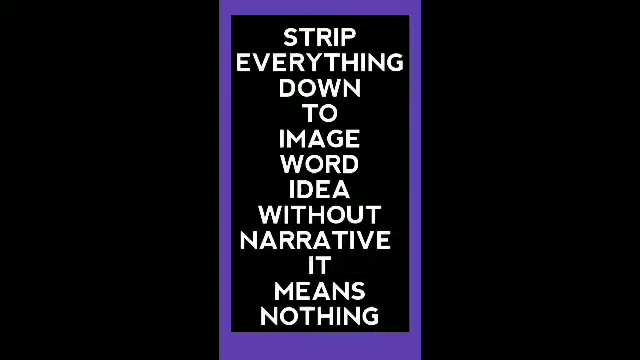 STRIP
EVERYTHING
DOWN
TO
IMAGE
WORD
IDEA
WITHOUT
NARRATIVE
IT
MEANS
NOTHING